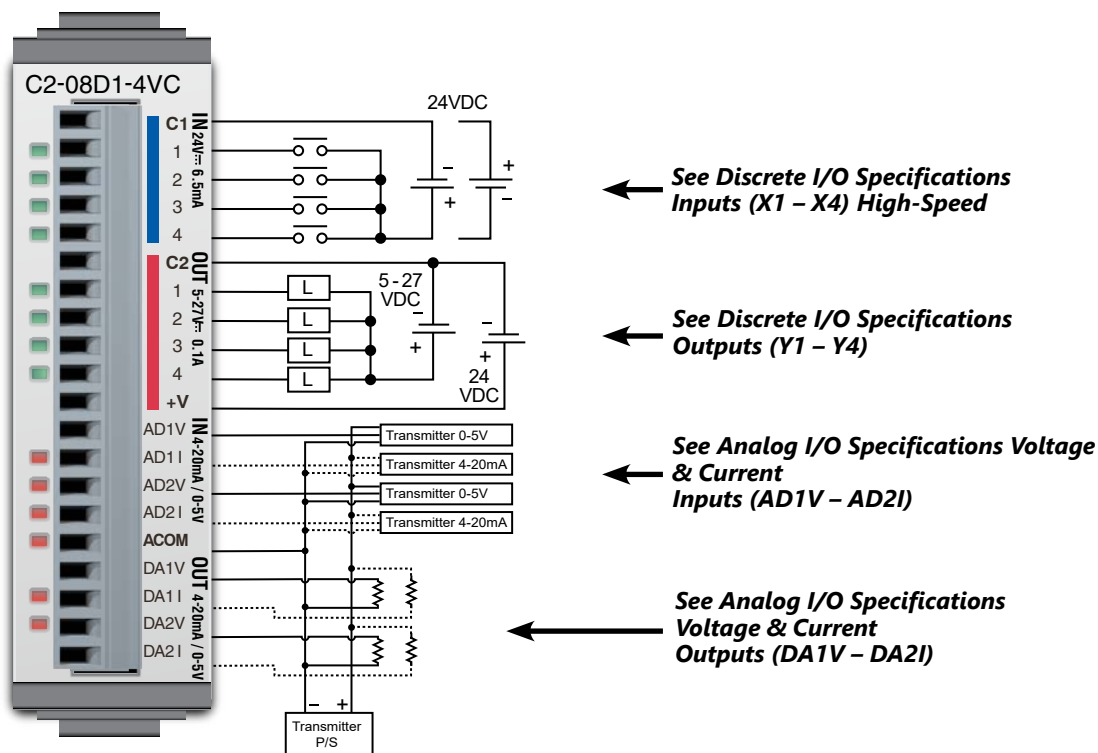 C2-08D1-4VC
C1
1
2
3
4
C2
1
2
3
4
+V
AD1V
AD1I
AD2V
AD2I
ACOM
DA1V
DA1I
DA2V
DA2I
IN 24V⎓ 6.5mA
OUT 5-27V⎓ 0.1A
IN 4-20mA / 0-5V
OUT 4-20mA / 0-5V
24VDC
−
+
+
−
L
L
L
L
5-27
VDC
−
+
−
+
24
VDC
Transmitter 0-5V
Transmitter 4-20mA
Transmitter 0-5V
Transmitter 4-20mA
− +
Transmitter
P/S
See Discrete I/O Specifications
Inputs (X1 – X4) High-Speed
See Discrete I/O Specifications
Outputs (Y1 – Y4)
See Analog I/O Specifications Voltage
& Current
Inputs (AD1V – AD2I)
See Analog I/O Specifications
Voltage & Current
Outputs (DA1V – DA2I)